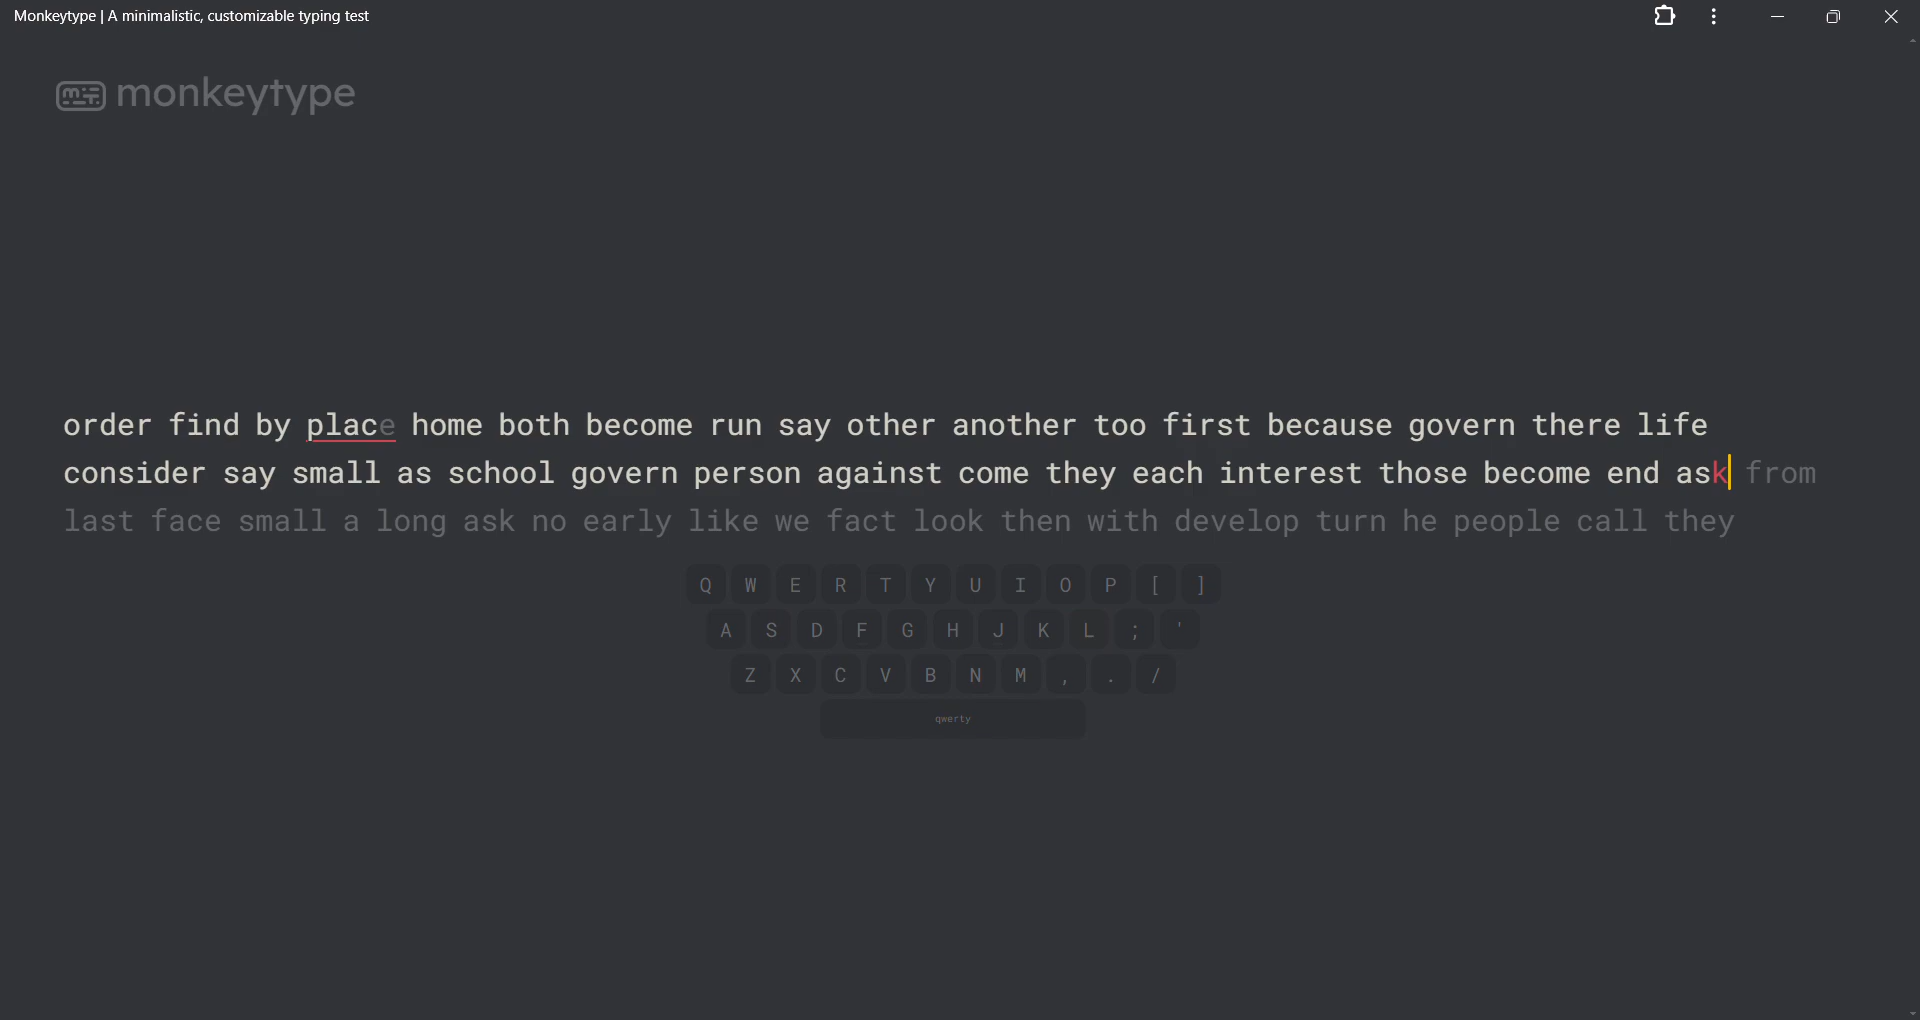 Monkeytype | A minimalistic, customizable typing test
monkeytype
order find by place home both become run say other another too first because govern there life
consider say small as school govern person against come they each interest those become end ask from
last face small a long ask no early like we fact look then with develop turn he people call they
Q W E R T Y U I O P [ ]
A S D F G H J K L ; '
Z X C V B N M , . /
qwerty